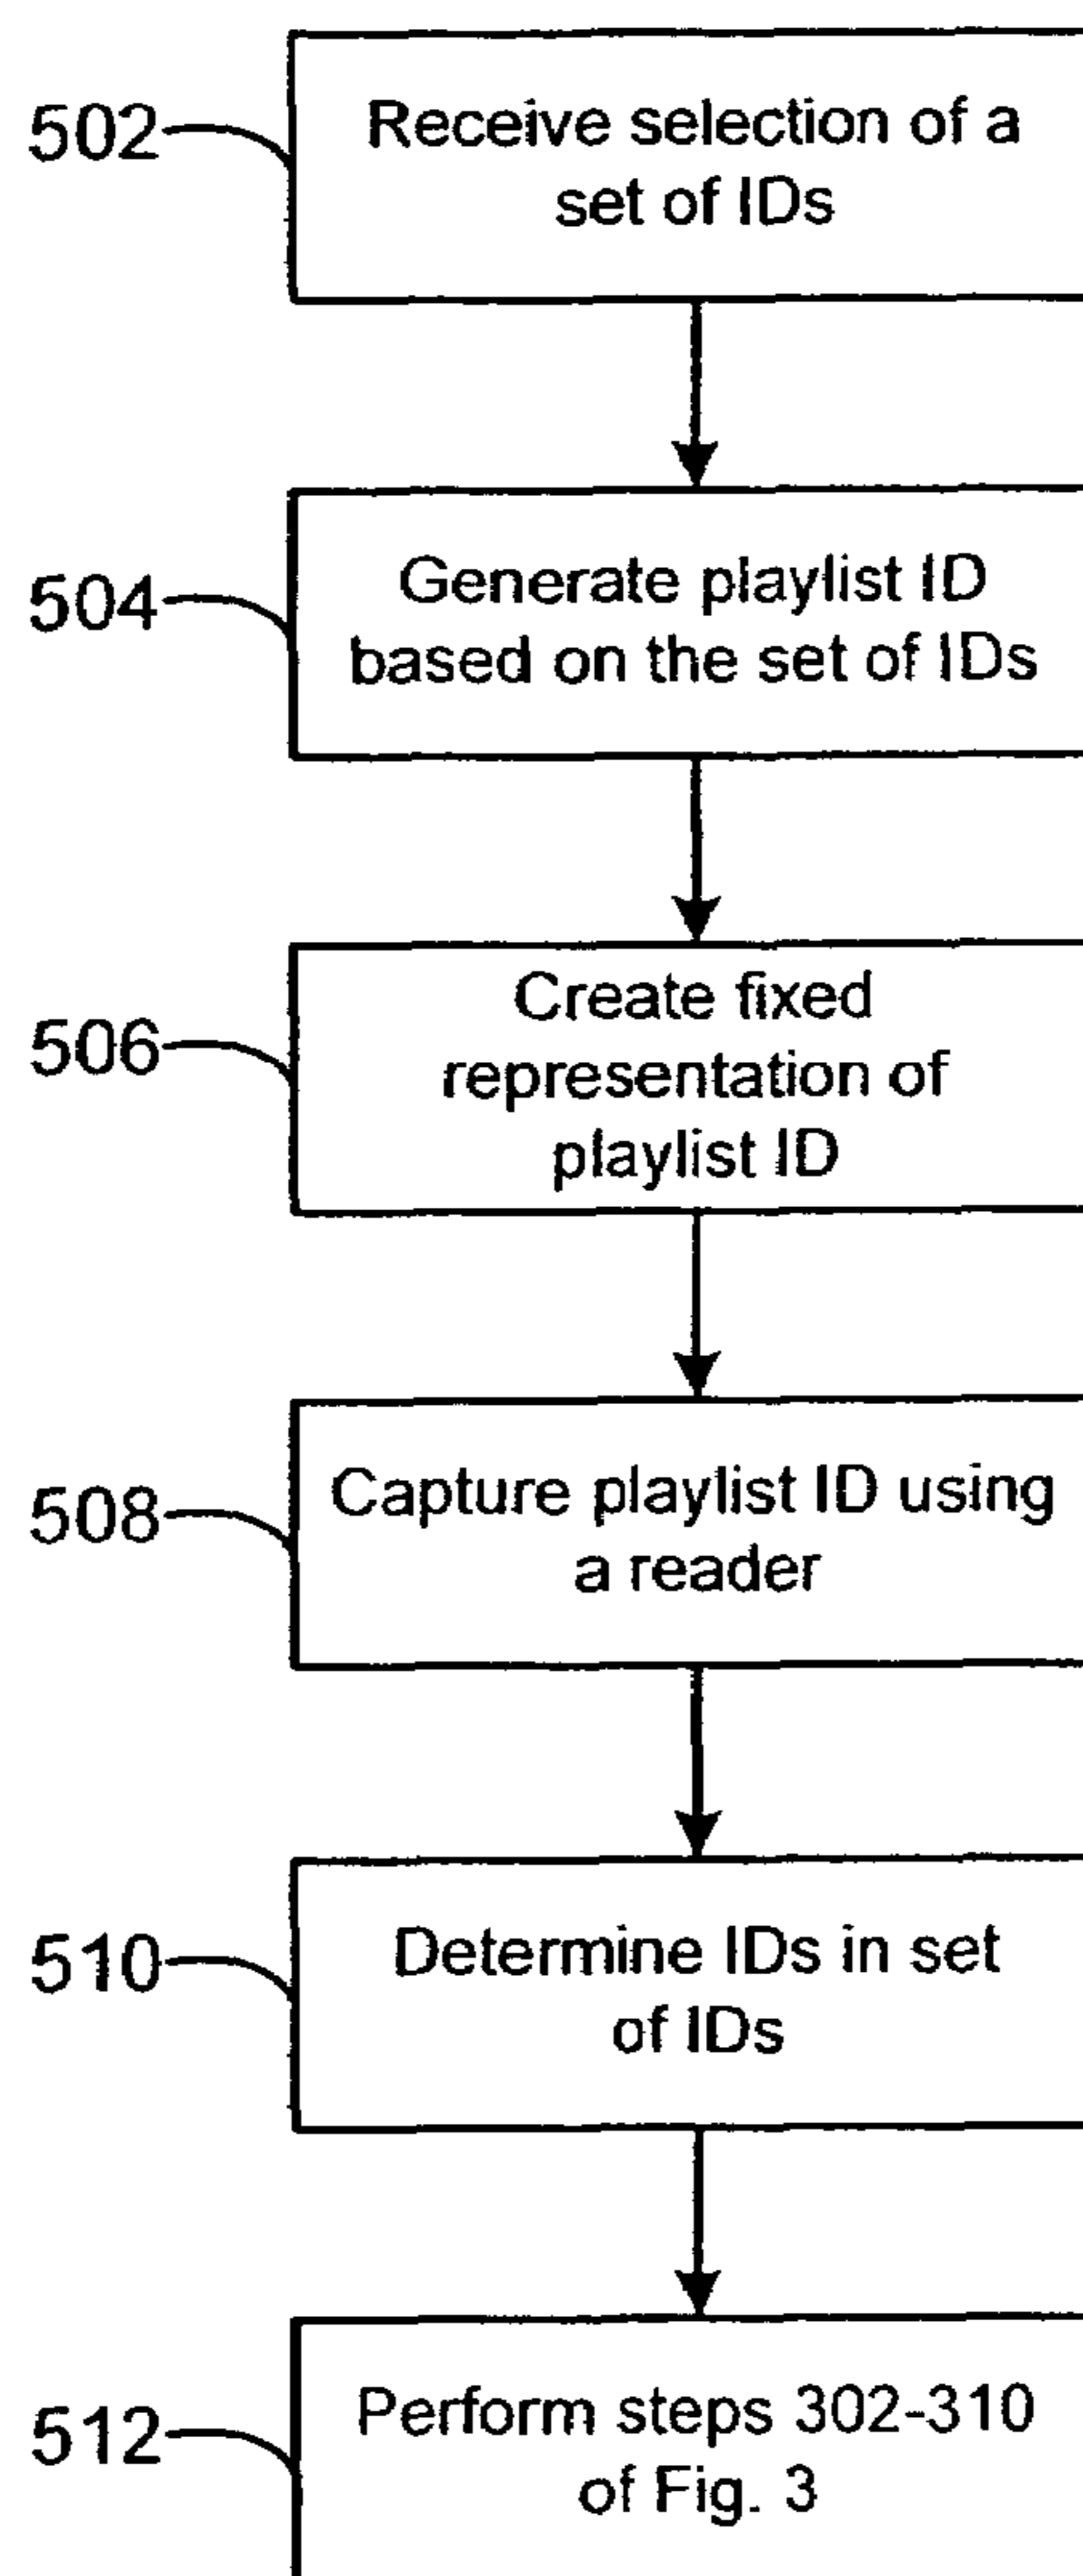 502
Receive selection of a
set of IDs
504
Generate playlist ID
based on the set of IDs
506
Create fixed
representation of
playlist ID
508
Capture playlist ID using
a reader
510
Determine IDs in set
of IDs
512
Perform steps 302-310
of Fig. 3